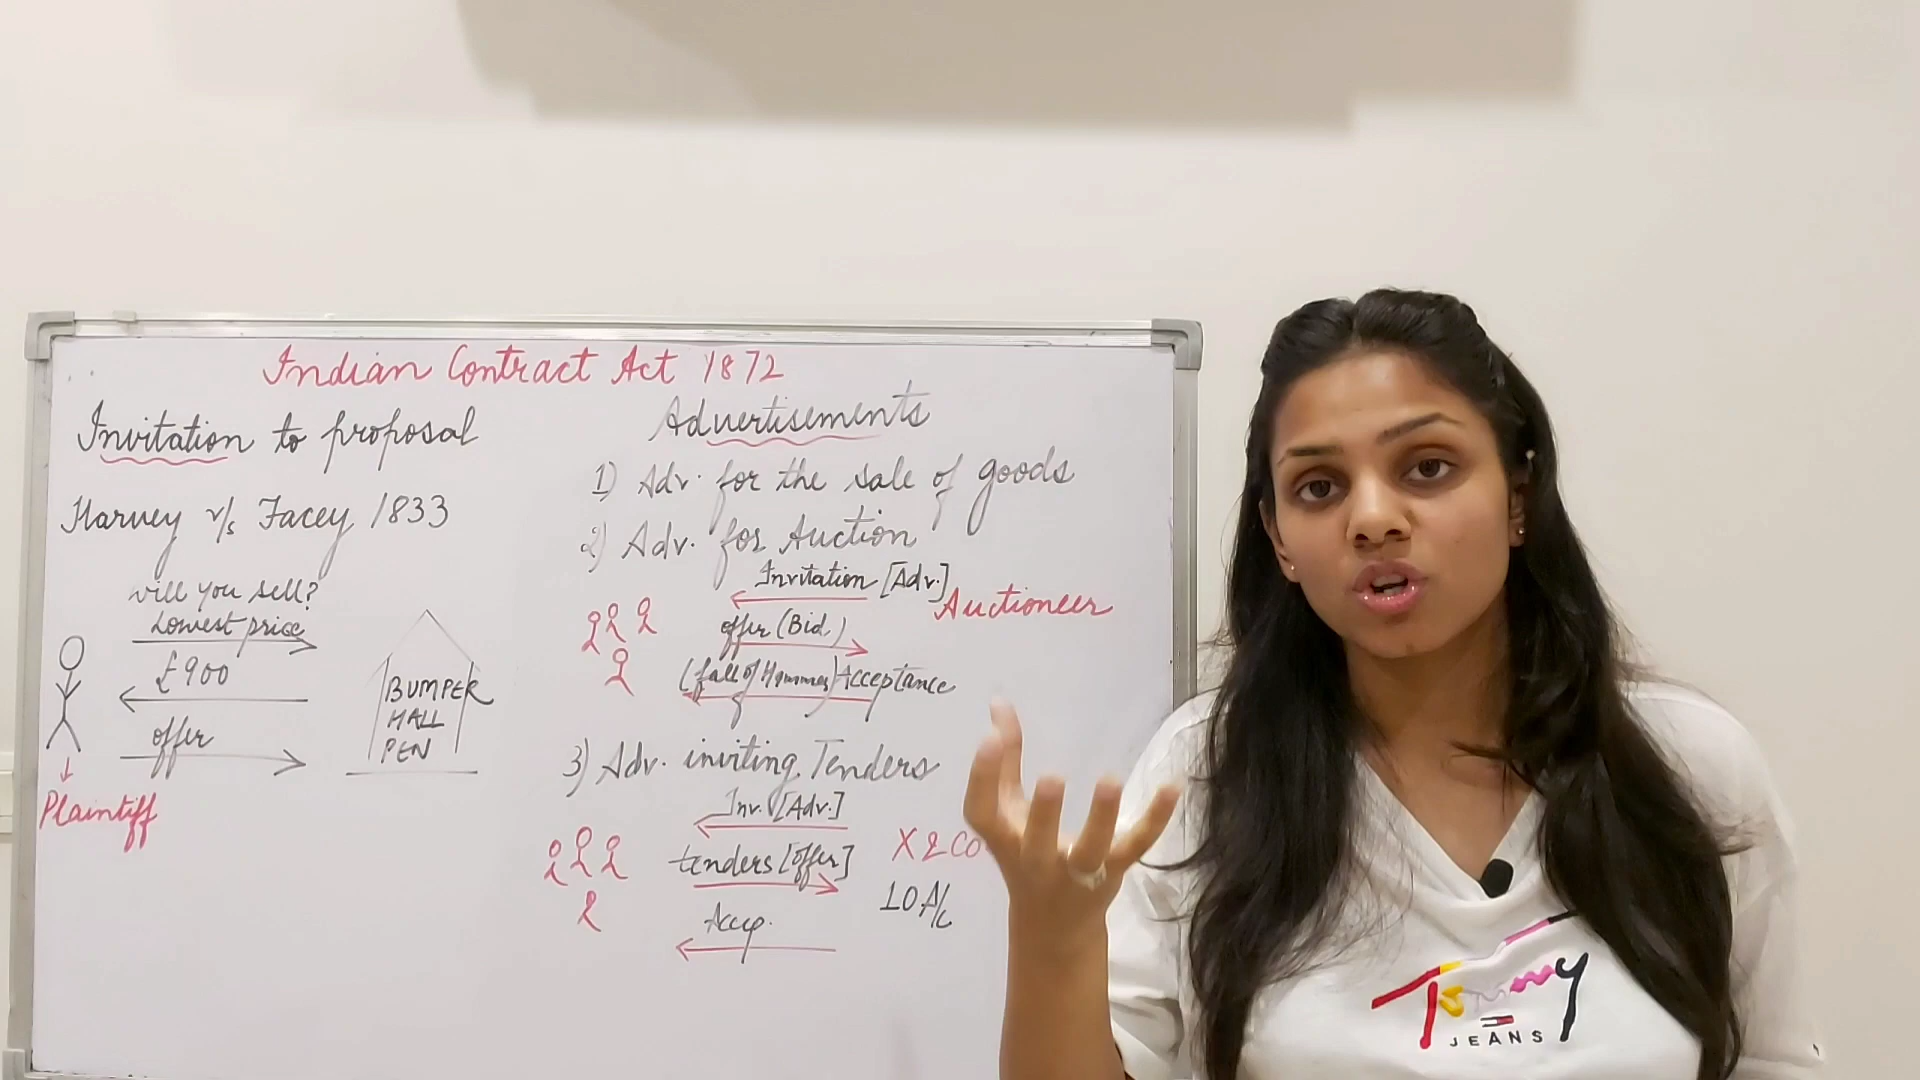 Indian Contract Act 1872
Invitation to proposal
Harvey v/s Facey 1833
Will you sell?
Lowest price
£900
offer
Plaintiff
BUMPER
HALL
PEN
Advertisements
1) Adv. for the sale of goods
2) Adv. for Auction
Invitation [Adv.]
Auctioneer
offer (Bid)
(fall of Hammer) Acceptance
3) Adv. inviting Tenders
Inv. [Adv.]
tenders [offer]
X & Co
10 A/c
Accp.
Tommy
JEANS